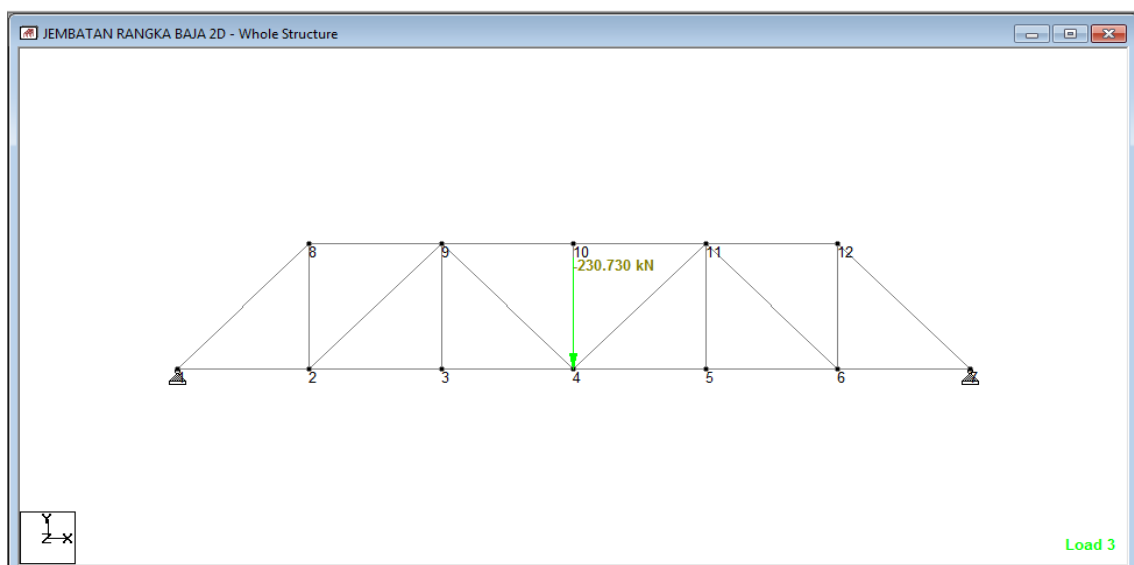 JEMBATAN RANGKA BAJA 2D - Whole Structure
8 9 10 11 12
-230.730 kN
2 3 4 5 6
Y
Z X
Load 3